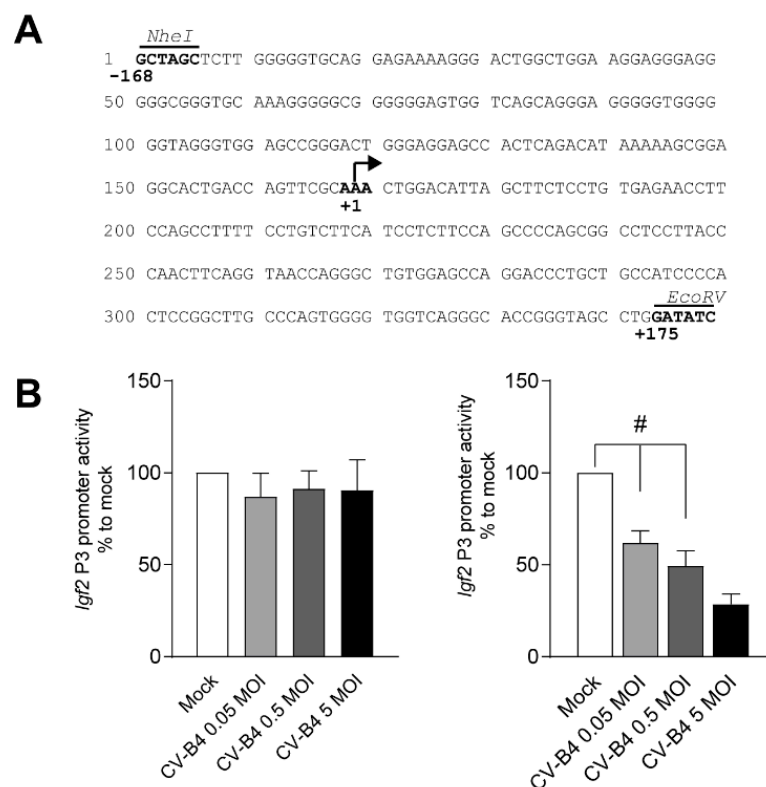 A
NheI
1 GCTAGCTCTT GGGGGTGCAG GAGAAAAGGG ACTGGCTGGA AGGAGGGAGG
-168
50 GGGCGGGTGC AAAGGGGGCG GGGGGAGTGG TCAGCAGGGA GGGGGTGGGG
100 GGTAGGGTGG AGCCGGGACT GGGAGGAGCC ACTCAGACAT AAAAAGCGGA
150 GGCACTGACC AGTTCGCAAA CTGGACATTA GCTTCTCCTG TGAGAACCTT
+1
200 CCAGCCTTTT CCTGTCTTCA TCCTCTTCCA GCCCCAGCGG CCTCCTTACC
250 CAACTTCAGG TAACCAGGGC TGTGGAGCCA GGACCCTGCT GCCATCCCCA
EcoRV
300 CTCCGGCTTG CCCAGTGGGG TGGTCAGGGC ACCGGGTAGCC CTGGATATC
+175
B
150
100
50
0
Igf2 P3 promoter activity
% to mock
Mock
CV-B4 0.05 MOI
CV-B4 0.5 MOI
CV-B4 5 MOI
150
100
50
0
Igf2 P3 promoter activity
% to mock
#
Mock
CV-B4 0.05 MOI
CV-B4 0.5 MOI
CV-B4 5 MOI